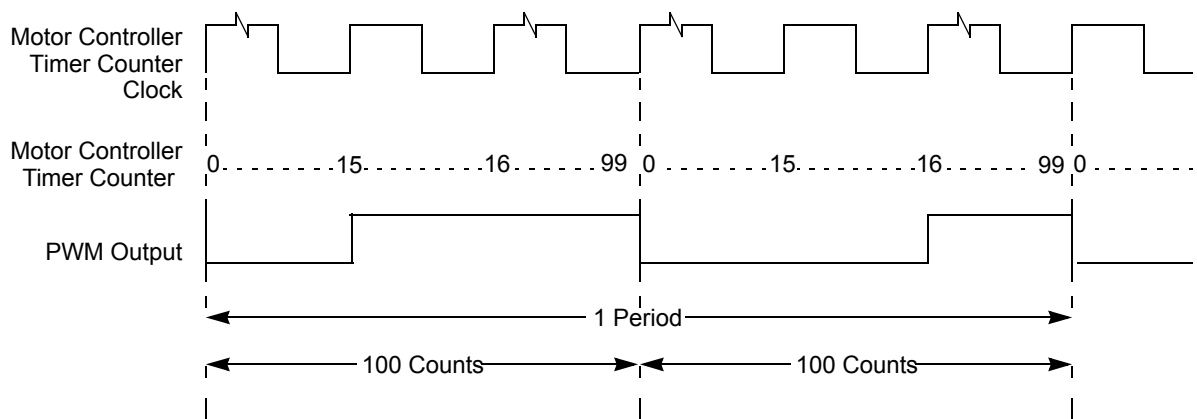 Motor Controller
Timer Counter
Clock
Motor Controller
Timer Counter
0 15 16 99 0 15 16 99 0
PWM Output
1 Period
100 Counts 100 Counts